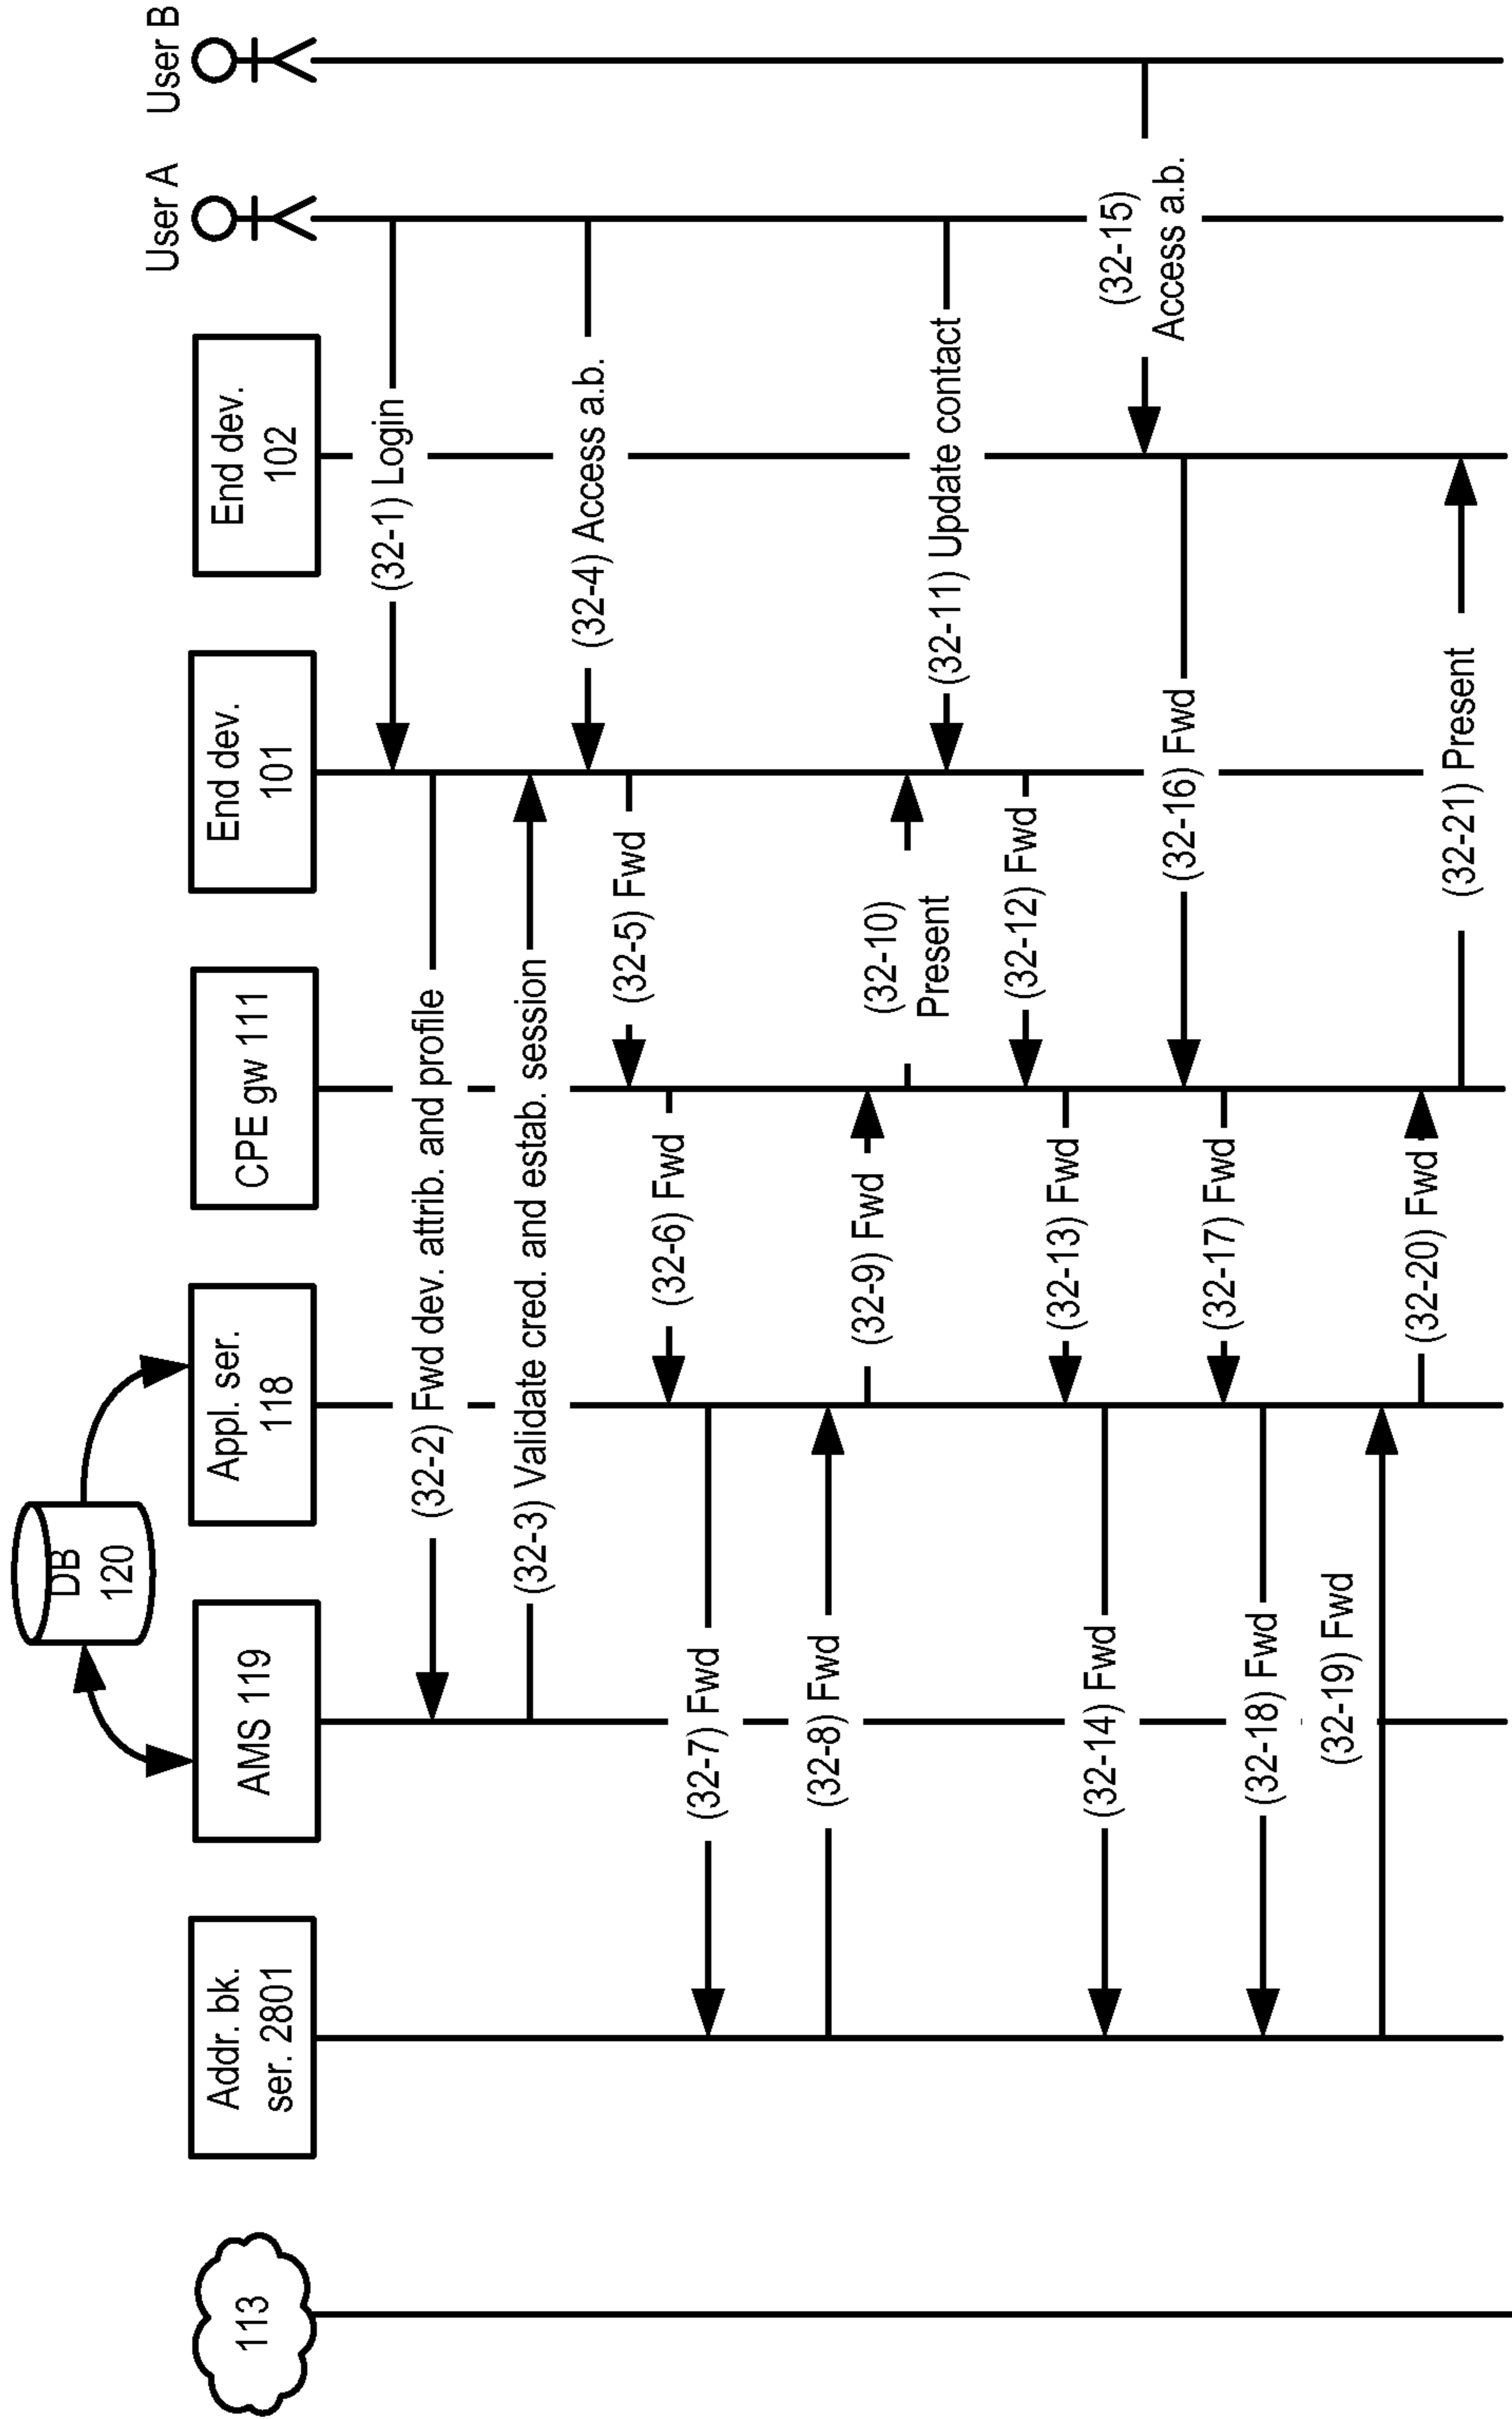 DB
120
113
Addr. bk.
ser. 2801
AMS 119
Appl. ser.
118
CPE gw 111
End dev.
101
End dev.
102
User A
User B
(32-1) Login
(32-2) Fwd dev. attrib. and profile
(32-3) Validate cred. and estab. session
(32-4) Access a.b.
(32-5) Fwd
(32-6) Fwd
(32-7) Fwd
(32-8) Fwd
(32-9) Fwd
(32-10)
Present
(32-11) Update contact
(32-12) Fwd
(32-13) Fwd
(32-14) Fwd
(32-15)
Access a.b.
(32-16) Fwd
(32-17) Fwd
(32-18) Fwd
(32-19) Fwd
(32-20) Fwd
(32-21) Present